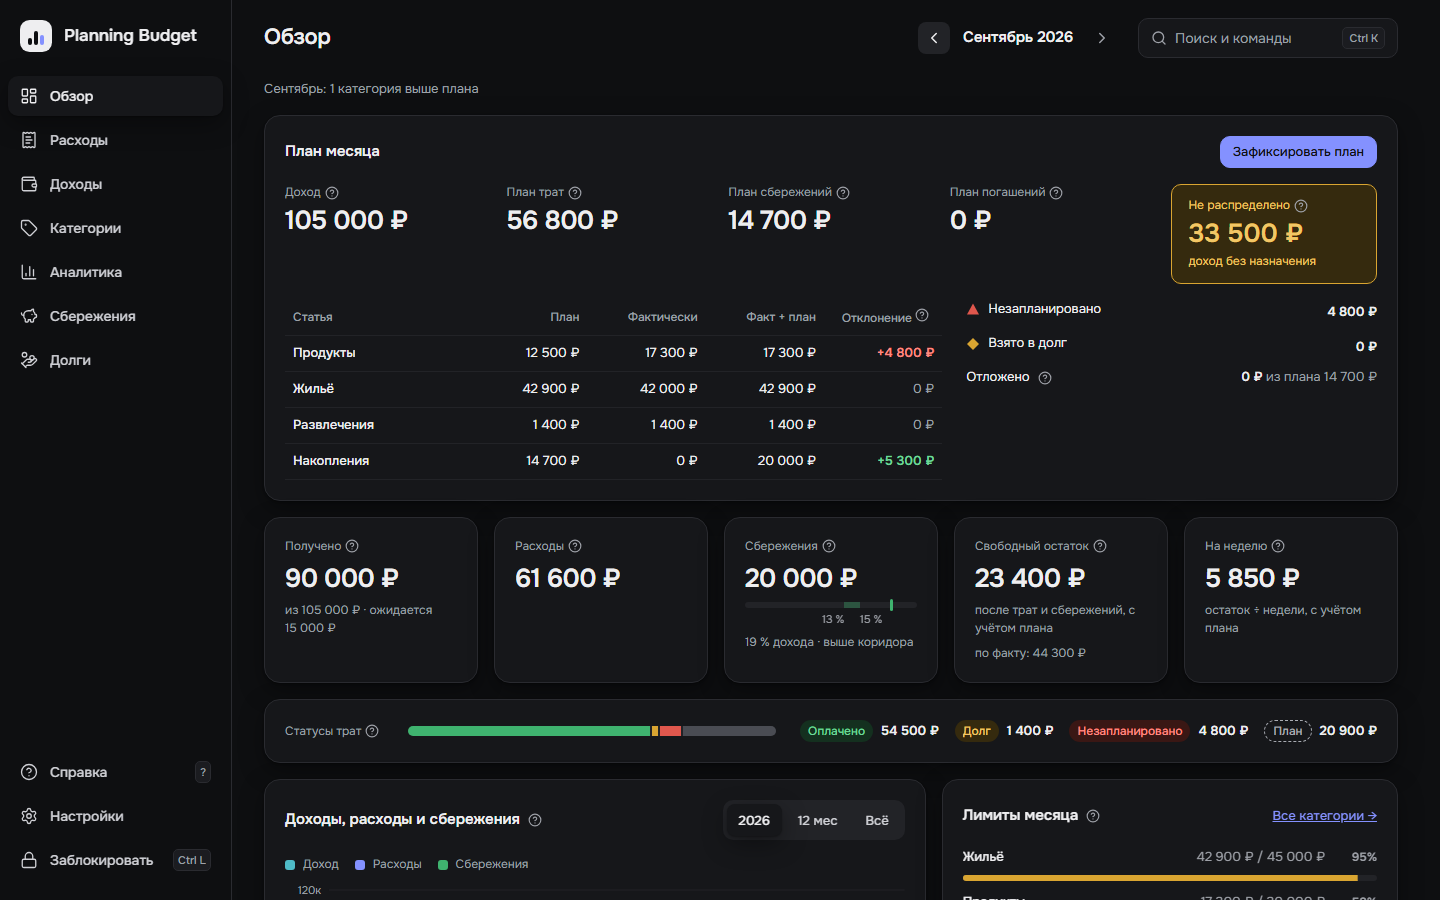 Planning Budget
Обзор
Расходы
Доходы
Категории
Аналитика
Сбережения
Долги
Справка ?
Настройки
Заблокировать Ctrl L
Обзор
Сентябрь 2026
Поиск и команды Ctrl K
Сентябрь: 1 категория выше плана
План месяца
Зафиксировать план
Доход
105 000 ₽
План трат
56 800 ₽
План сбережений
14 700 ₽
План погашений
0 ₽
Не распределено
33 500 ₽
доход без назначения
Статья План Фактически Факт + план Отклонение
Продукты 12 500 ₽ 17 300 ₽ 17 300 ₽ +4 800 ₽
Жильё 42 900 ₽ 42 000 ₽ 42 900 ₽ 0 ₽
Развлечения 1 400 ₽ 1 400 ₽ 1 400 ₽ 0 ₽
Накопления 14 700 ₽ 0 ₽ 20 000 ₽ +5 300 ₽
Незапланировано 4 800 ₽
Взято в долг 0 ₽
Отложено 0 ₽ из плана 14 700 ₽
Получено
90 000 ₽
из 105 000 ₽ · ожидается
15 000 ₽
Расходы
61 600 ₽
Сбережения
20 000 ₽
13 % 15 %
19 % дохода · выше коридора
Свободный остаток
23 400 ₽
после трат и сбережений, с
учётом плана
по факту: 44 300 ₽
На неделю
5 850 ₽
остаток ÷ недели, с учётом
плана
Статусы трат
Оплачено 54 500 ₽ Долг 1 400 ₽ Незапланировано 4 800 ₽ План 20 900 ₽
Доходы, расходы и сбережения
2026 12 мес Всё
Доход Расходы Сбережения
120к
Лимиты месяца
Все категории →
Жильё 42 900 ₽ / 45 000 ₽ 95%